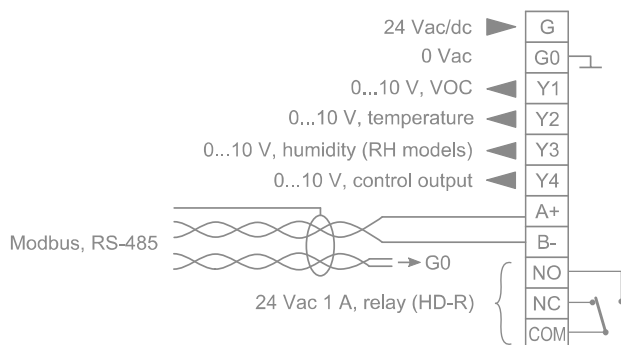 24 Vac/dc G
0 Vac G0
0...10 V, VOC Y1
0...10 V, temperature Y2
0...10 V, humidity (RH models) Y3
0...10 V, control output Y4
A+
Modbus, RS-485 B-
G0
NO
24 Vac 1 A, relay (HD-R) NC
COM